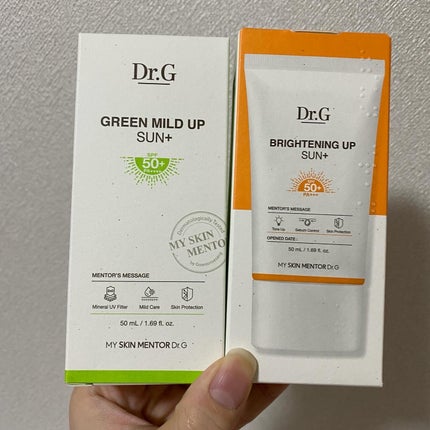 Dr.G
GREEN MILD UP
SUN+
SPF
50+
PA++++
Dermatologically Tested
MY SKIN
MENTO
MENTOR'S MESSAGE
Mineral UV Filter
Mild Care
Skin Protection
50 mL / 1.69 fl. oz.
MY SKIN MENTOR Dr.G
Dr.G
BRIGHTENING UP
SUN+
SPF
50+
PA+++
MENTOR'S MESSAGE
Tone Up
Sebum Control
Skin Protection
OPENED DATE :
50 mL / 1.69 fl. oz.
MY SKIN MENTOR Dr.G